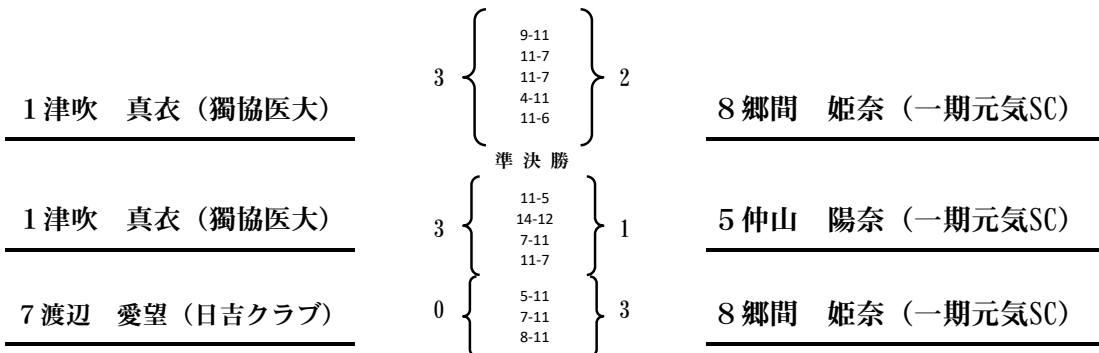 9-11
11-7
3 11-7 2
4-11
1津吹 真衣（獨協医大） 8郷間 姫奈（一期元気SC）
11-6
準 決 勝
11-5
14-12
1津吹 真衣（獨協医大） 3 7-11 1 5仲山 陽奈（一期元気SC）
11-7
5-11
7渡辺 愛望（日吉クラブ） 0 7-11 3 8郷間 姫奈（一期元気SC）
8-11